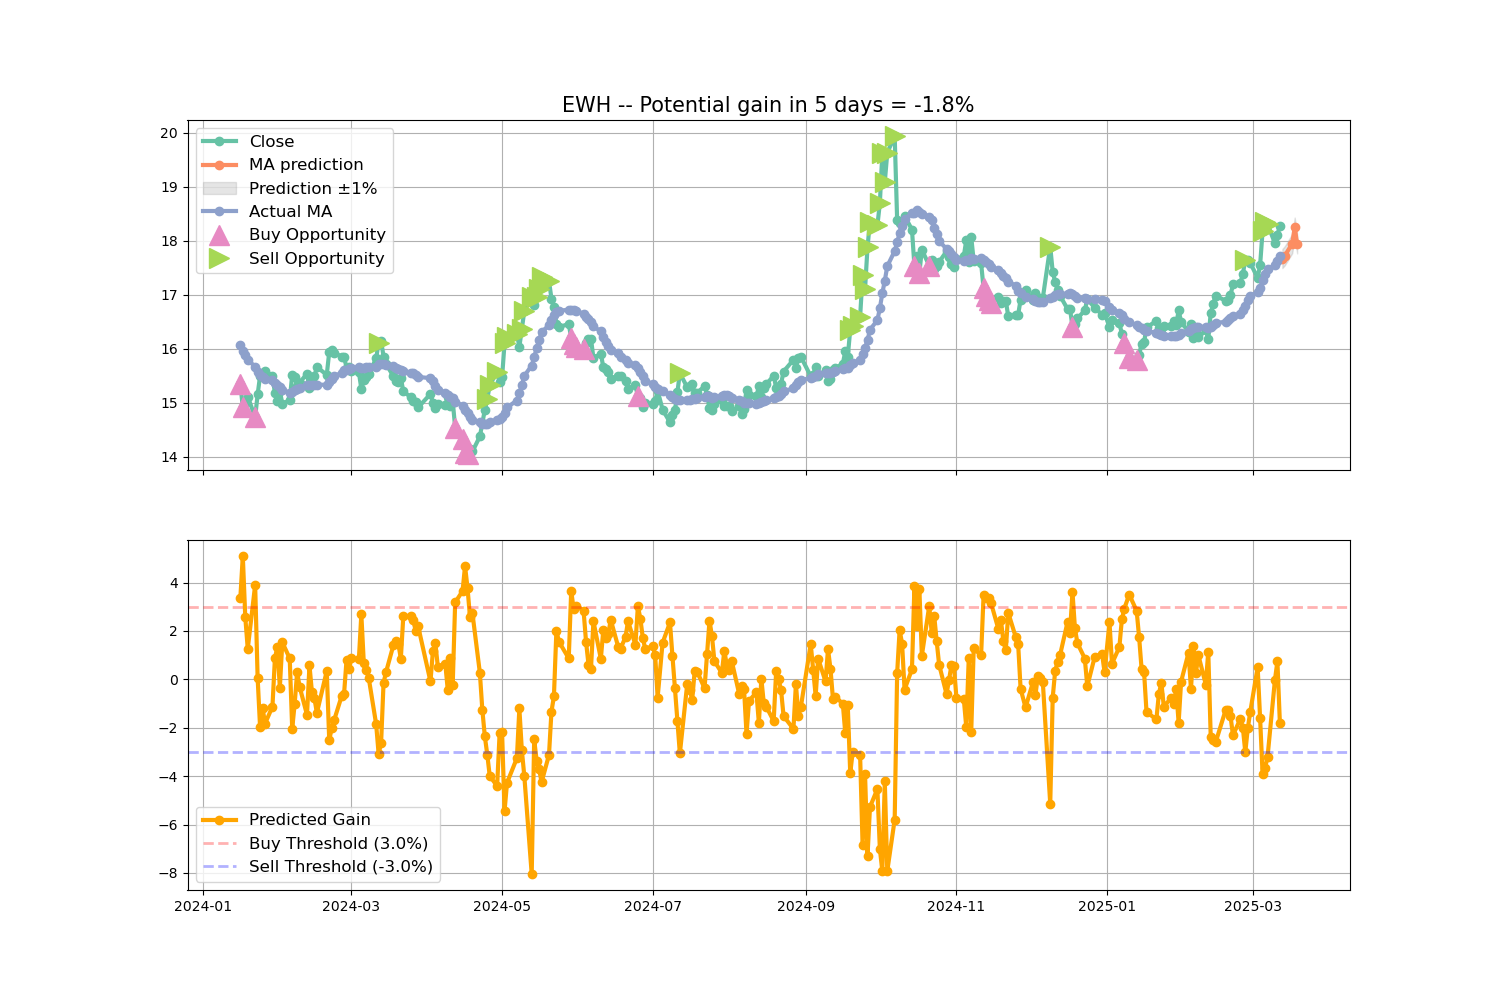 EWH -- Potential gain in 5 days = -1.8%
20
19
18
17
16
15
14
Close
MA prediction
Prediction ±1%
Actual MA
Buy Opportunity
Sell Opportunity
4
2
0
−2
−4
−6
−8
Predicted Gain
Buy Threshold (3.0%)
Sell Threshold (-3.0%)
2024-01 2024-03 2024-05 2024-07 2024-09 2024-11 2025-01 2025-03